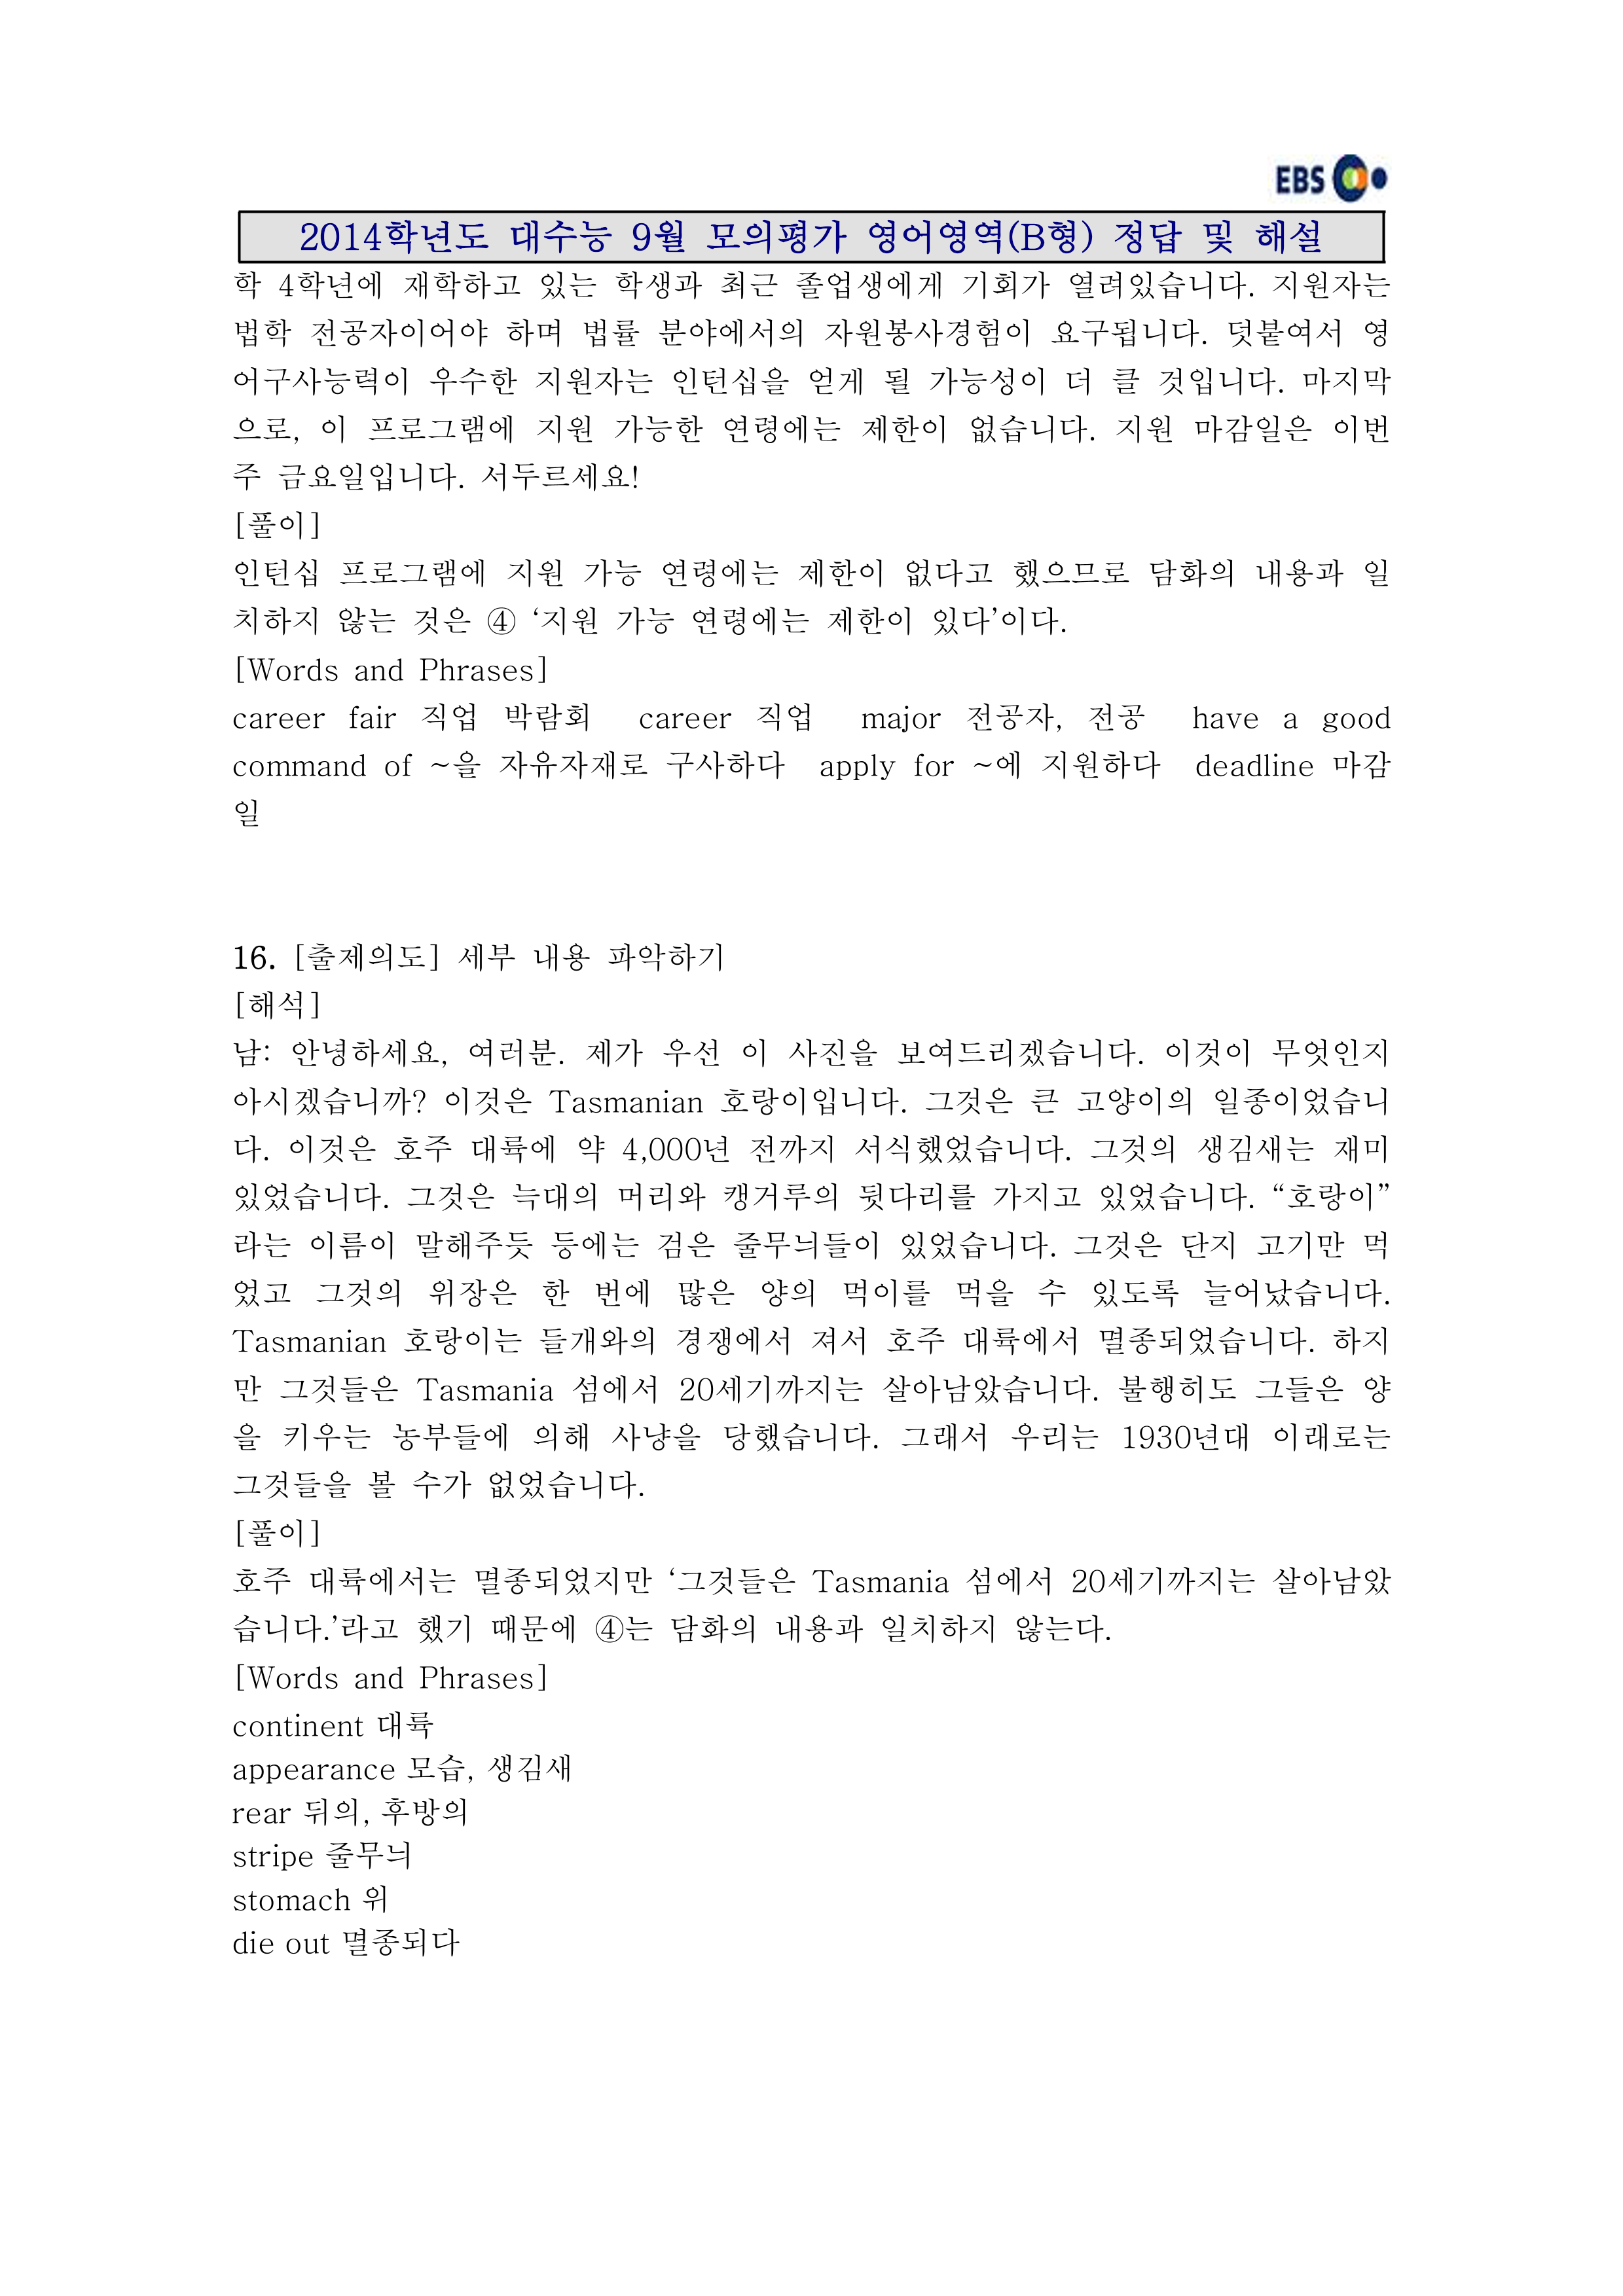 EBS
2014학년도 대수능 9월 모의평가 영어영역(B형) 정답 및 해설
학 4학년에 재학하고 있는 학생과 최근 졸업생에게 기회가 열려있습니다. 지원자는
법학 전공자이어야 하며 법률 분야에서의 자원봉사경험이 요구됩니다. 덧붙여서 영
어구사능력이 우수한 지원자는 인턴십을 얻게 될 가능성이 더 클 것입니다. 마지막
으로, 이 프로그램에 지원 가능한 연령에는 제한이 없습니다. 지원 마감일은 이번
주 금요일입니다. 서두르세요!
[풀이]
인턴십 프로그램에 지원 가능 연령에는 제한이 없다고 했으므로 담화의 내용과 일
치하지 않는 것은 ④ ‘지원 가능 연령에는 제한이 있다’이다.
[Words and Phrases]
career fair 직업 박람회 career 직업 major 전공자, 전공 have a good
command of ~을 자유자재로 구사하다 apply for ~에 지원하다 deadline 마감
일
16. [출제의도] 세부 내용 파악하기
[해석]
남: 안녕하세요, 여러분. 제가 우선 이 사진을 보여드리겠습니다. 이것이 무엇인지
아시겠습니까? 이것은 Tasmanian 호랑이입니다. 그것은 큰 고양이의 일종이었습니
다. 이것은 호주 대륙에 약 4,000년 전까지 서식했었습니다. 그것의 생김새는 재미
있었습니다. 그것은 늑대의 머리와 캥거루의 뒷다리를 가지고 있었습니다. “호랑이”
라는 이름이 말해주듯 등에는 검은 줄무늬들이 있었습니다. 그것은 단지 고기만 먹
었고 그것의 위장은 한 번에 많은 양의 먹이를 먹을 수 있도록 늘어났습니다.
Tasmanian 호랑이는 들개와의 경쟁에서 져서 호주 대륙에서 멸종되었습니다. 하지
만 그것들은 Tasmania 섬에서 20세기까지는 살아남았습니다. 불행히도 그들은 양
을 키우는 농부들에 의해 사냥을 당했습니다. 그래서 우리는 1930년대 이래로는
그것들을 볼 수가 없었습니다.
[풀이]
호주 대륙에서는 멸종되었지만 ‘그것들은 Tasmania 섬에서 20세기까지는 살아남았
습니다.’라고 했기 때문에 ④는 담화의 내용과 일치하지 않는다.
[Words and Phrases]
continent 대륙
appearance 모습, 생김새
rear 뒤의, 후방의
stripe 줄무늬
stomach 위
die out 멸종되다